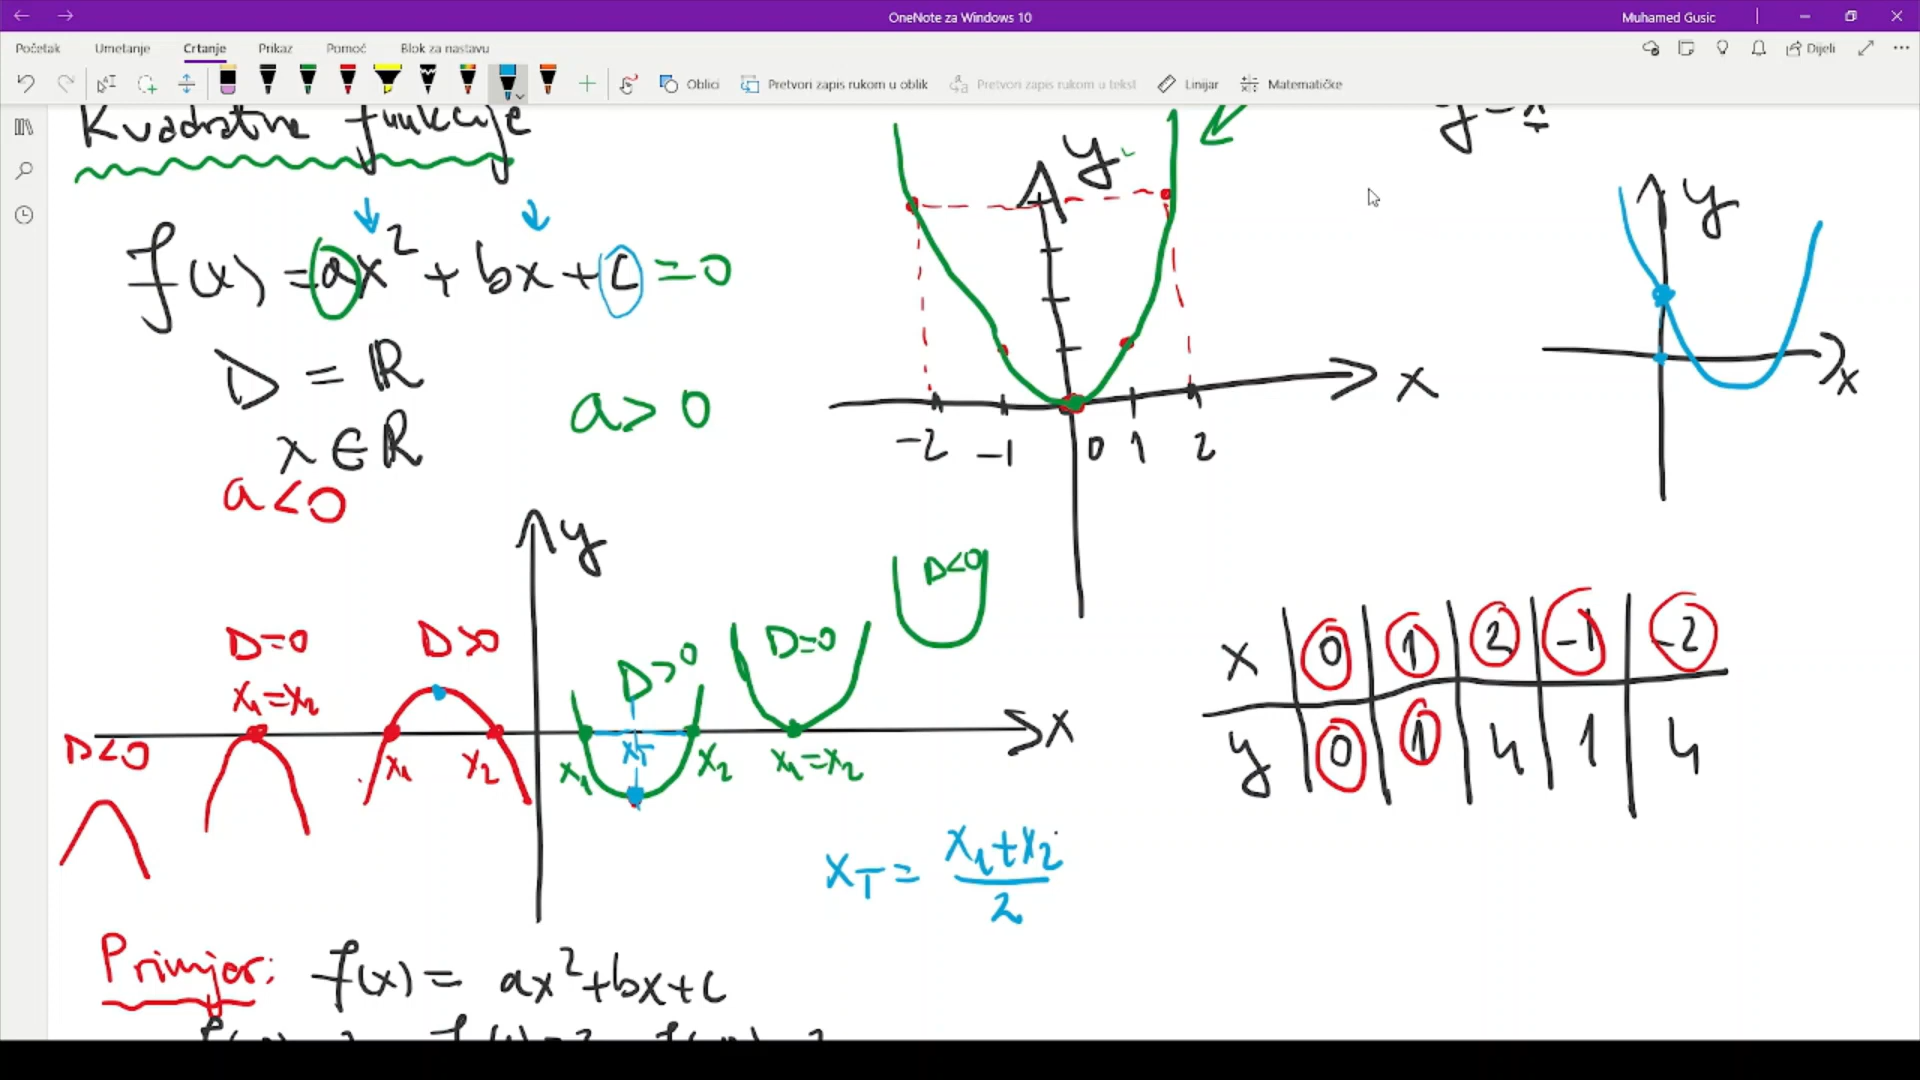 OneNote za Windows 10
Muhamed Gusic
Početak Umetanje Crtanje Prikaz Pomoć Blok za nastavu
Dijeli
Oblici Pretvori zapis rukom u oblik Pretvori zapis rukom u tekst Linijar Matematičke
Kvadratne funkcije
f(x) = ax² + bx + c = 0
D = ℝ
x ∈ ℝ
a > 0
a < 0
y
x
-2 -1 0 1 2
y
x
y
x
D<0
D=0
x₁=x₂
D>0
x₁ x₂
D>0
x₁ xT x₂
D=0
x₁=x₂
D<0
x 0 1 2 -1 -2
y 0 1 4 1 4
xT = x₁+x₂
2
Primjer: f(x) = ax²+bx+c